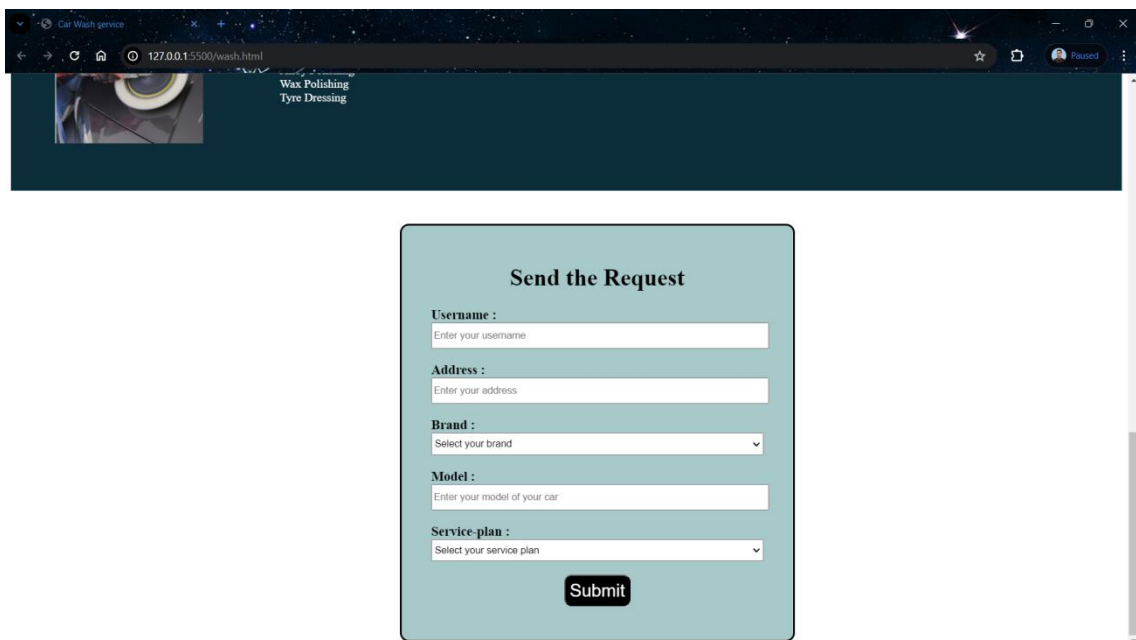 Car Wash service
127.0.0.1:5500/wash.html
Paused
Wax Polishing
Tyre Dressing
Send the Request
Username :
Enter your username
Address :
Enter your address
Brand :
Select your brand
Model :
Enter your model of your car
Service-plan :
Select your service plan
Submit